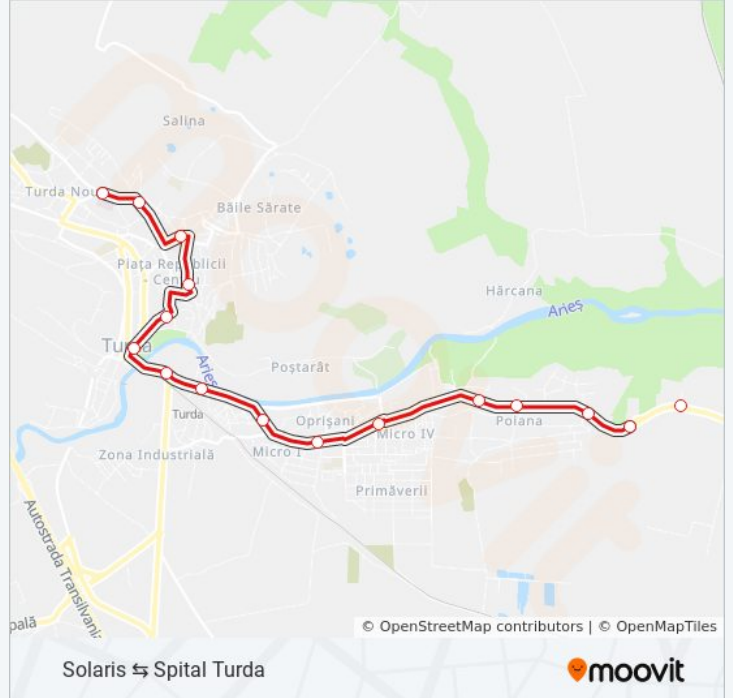 Salina
Turda Nou
Băile Sărate
Piața Republicii
- Centru
Hărcana
Arieș
Turda
Arieș
Poștarât
Turda
Oprișani
Micro IV
Poiana
Zona Industrială
Micro I
Primăverii
Autostrada Transilvania
pală
© OpenStreetMap contributors | © OpenMapTiles
Solaris ⇆ Spital Turda
moovit